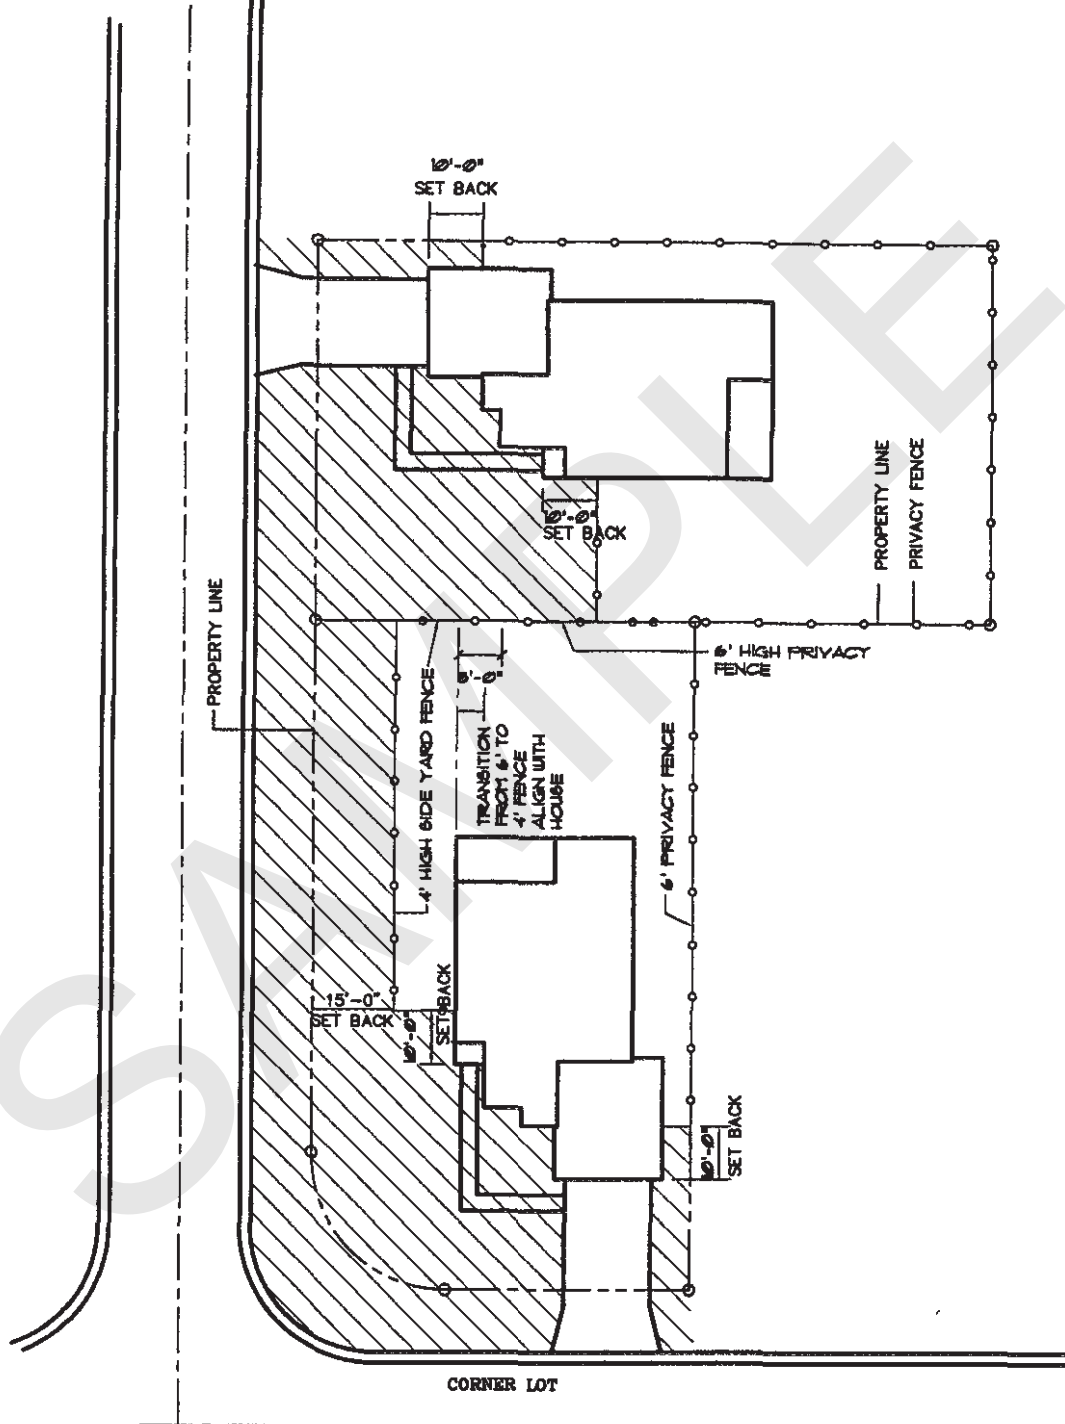 10'-0"
SET BACK
PROPERTY LINE
PRIVACY FENCE
10'-0"
SET BACK
PROPERTY LINE
6' HIGH PRIVACY
FENCE
4' HIGH SIDE YARD FENCE
TRANSITION
FROM 6' TO
4' FENCE
ALIGN WITH
HOUSE
6' PRIVACY FENCE
15'-0"
SET BACK
10'-0"
SET BACK
10'-0"
SET BACK
CORNER LOT
SAMPLE